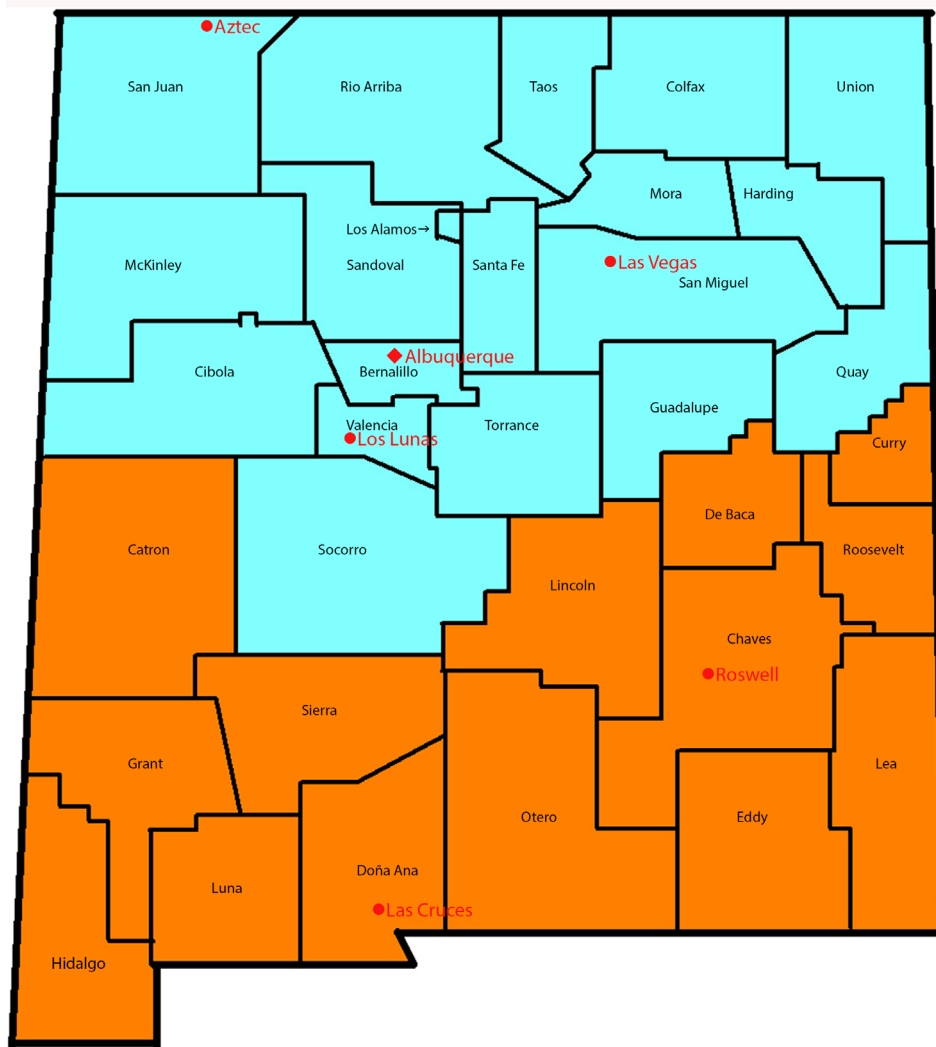 Aztec
San Juan
Rio Arriba
Taos
Colfax
Union
Mora
Harding
Los Alamos→
McKinley
Sandoval
Santa Fe
Las Vegas
San Miguel
Albuquerque
Cibola
Bernalillo
Quay
Guadalupe
Valencia
Torrance
Los Lunas
Curry
De Baca
Catron
Socorro
Roosevelt
Lincoln
Chaves
Roswell
Sierra
Grant
Lea
Otero
Eddy
Doña Ana
Luna
Las Cruces
Hidalgo